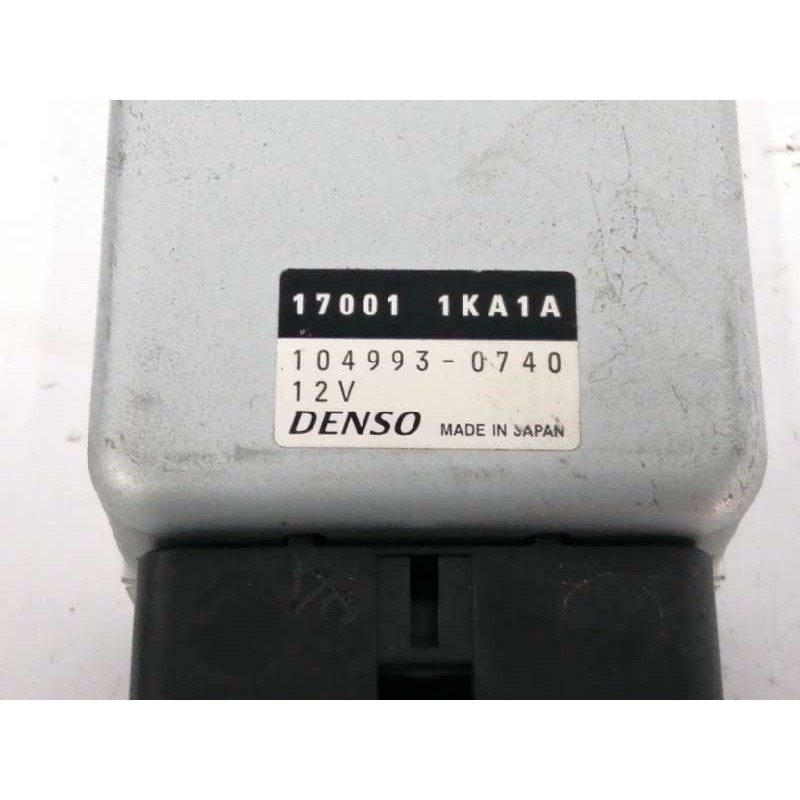 17001 1KA1A
104993-0740
12V
DENSO MADE IN JAPAN